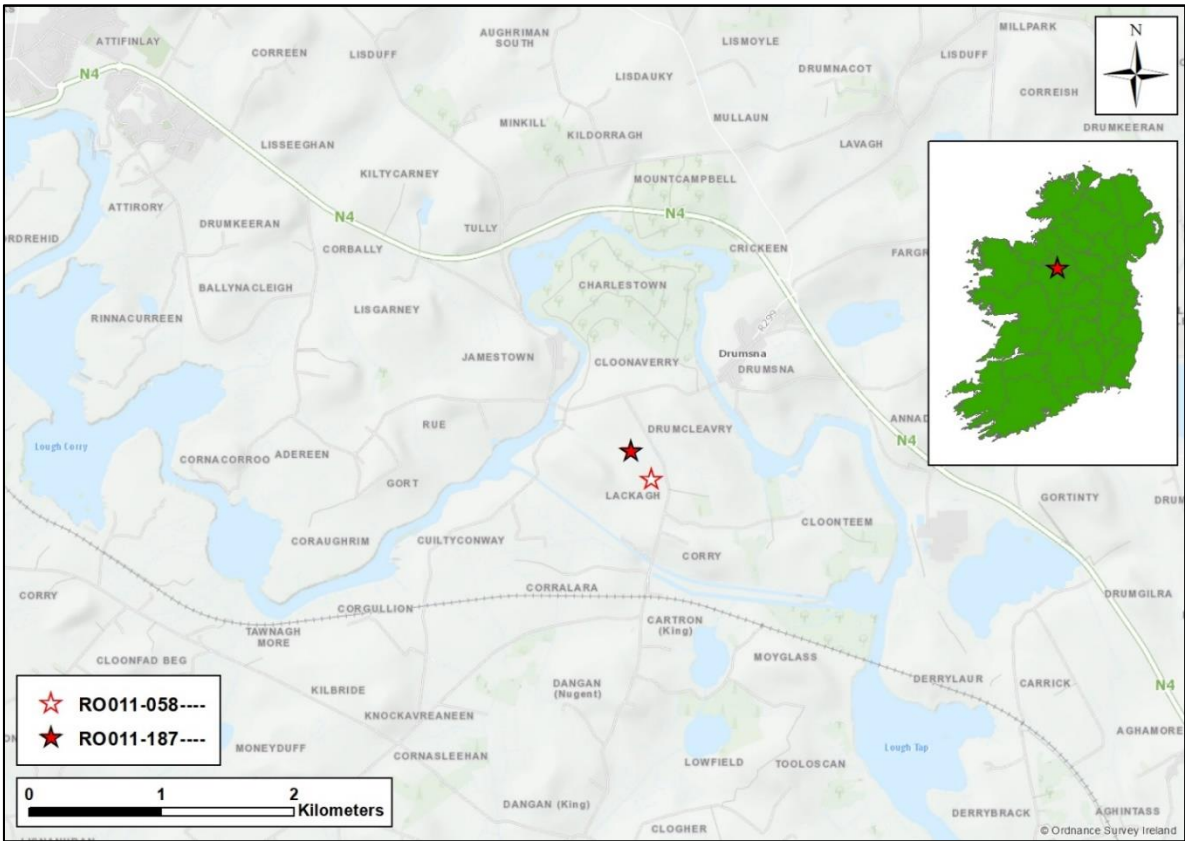 ATTIFINLAY
CORREEN
LISDUFF
AUGHRIMAN
SOUTH
LISMOYLE
MILLPARK
LISDUFF
N4
LISDAUKY
DRUMNACOT
CORREISH
MINKILL
KILDORRAGH
MULLAUN
DRUMKEERAN
LISSEEGHAN
LAVAGH
KILTYCARNEY
MOUNTCAMPBELL
ATTIRORY
DRUMKEERAN
N4
TULLY
N4
CORBALLY
CRICKEEN
BALLYNACLEIGH
CHARLESTOWN
LISGARNEY
RINNACURREEN
R299
JAMESTOWN
CLOONAVERRY
Drumsna
DRUMSNA
RUE
DRUMCLEAVRY
N4
Lough Corry
CORNACORROO
ADEREEN
GORT
LACKAGH
GORTINTY
CLOONTEEM
CORAUGHRIM
CUILTYCONWAY
CORRY
CORRY
CORRALARA
CORGULLION
DRUMGILRA
TAWNAGH
MORE
CARTRON
(King)
CLOONFAD BEG
MOYGLASS
KILBRIDE
DANGAN
(Nugent)
DERRYLAUR
CARRICK
N4
KNOCKAVREANEEN
AGHAMORE
MONEYDUFF
CORNASLEEHAN
Lough Tap
LOWFIELD
TOOLOSCAN
DANGAN (King)
DERRYBRACK
AGHINTASS
CLOGHER
N
RO011-058----
RO011-187----
0 1 2
Kilometers
© Ordnance Survey Ireland